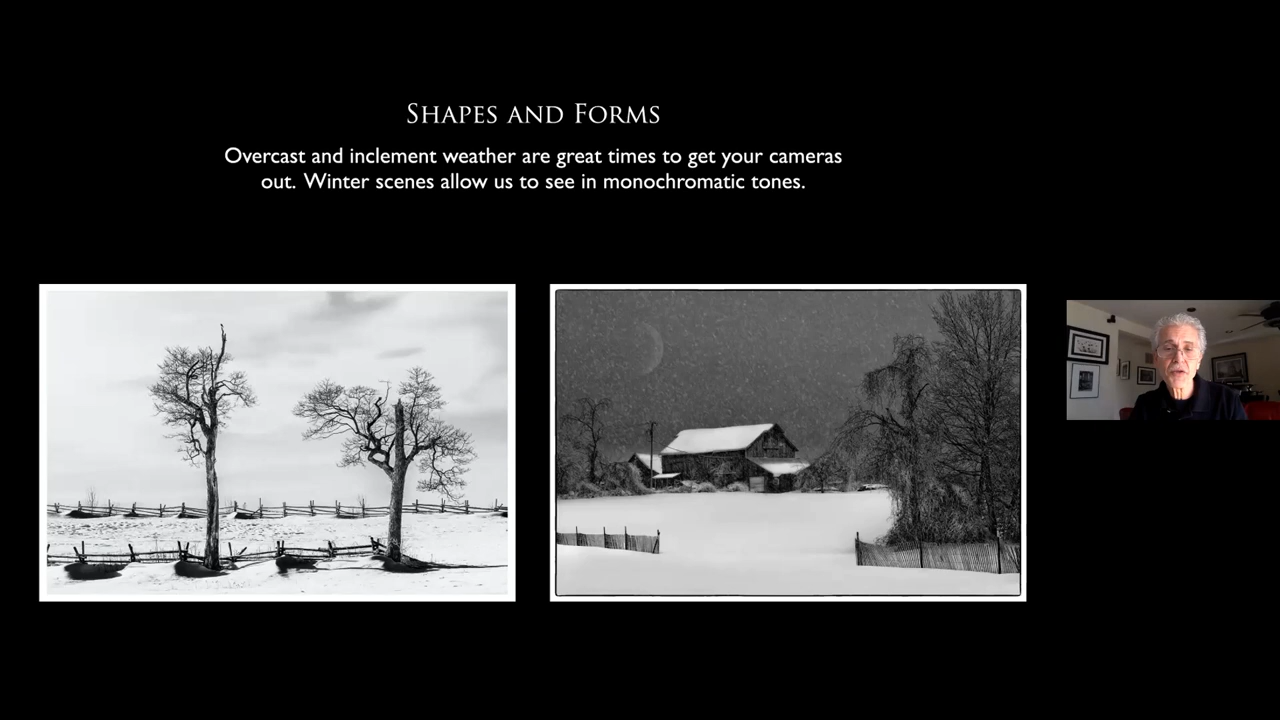 Shapes and Forms
Overcast and inclement weather are great times to get your cameras
out. Winter scenes allow us to see in monochromatic tones.